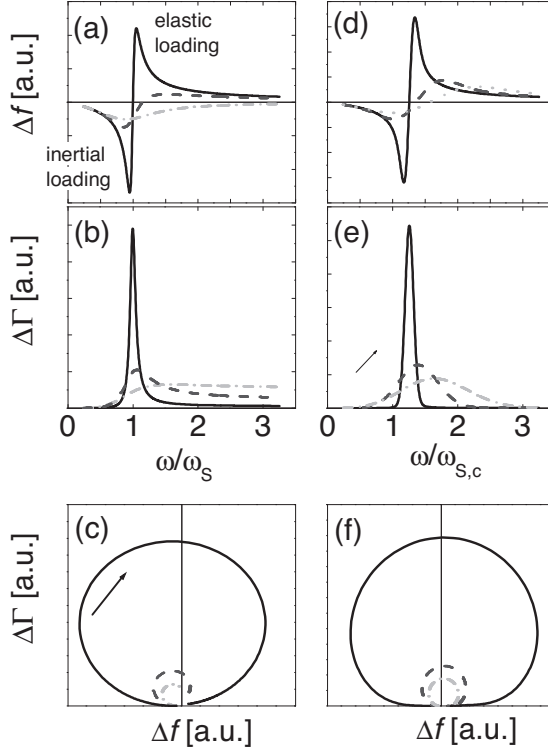 (a)
elastic
loading
Δf [a.u.]
inertial
loading
(d)
(b)
ΔΓ [a.u.]
(e)
0 1 2 3
0 1 2 3
ω/ωS
ω/ωS,c
(c)
ΔΓ [a.u.]
(f)
Δf [a.u.]
Δf [a.u.]